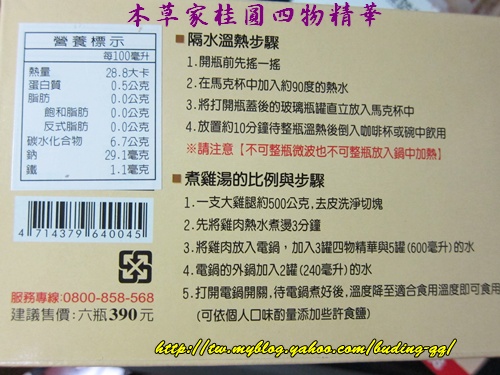 本草家桂圓四物精華
營養標示
每100毫升
熱量 28.8大卡
蛋白質 0.5公克
脂肪 0.0公克
飽和脂肪 0.0公克
反式脂肪 0.0公克
碳水化合物 6.7公克
鈉 29.1毫克
鐵 1.1毫克
4 714379 640045
服務專線:0800-858-568
建議售價:六瓶390元
■隔水溫熱步驟
1.開瓶前先搖一搖
2.在馬克杯中加入約90度的熱水
3.將打開瓶蓋後的玻璃瓶罐直立放入馬克杯中
4.放置約10分鐘待整瓶溫熱後倒入咖啡杯或碗中飲用
※請注意【不可整瓶微波也不可整瓶放入鍋中加熱】
■煮雞湯的比例與步驟
1.一支大雞腿約500公克,去皮洗淨切塊
2.先將雞肉熱水煮燙3分鐘
3.將雞肉放入電鍋,加入3罐四物精華與5罐(600毫升)的水
4.電鍋的外鍋加入2罐(240毫升)的水
5.打開電鍋開關,待電鍋煮好後,溫度降至適合食用溫度即可食用
(可依個人口味酌量添加些許食鹽)
http://tw.myblog.yahoo.com/buding-gg/